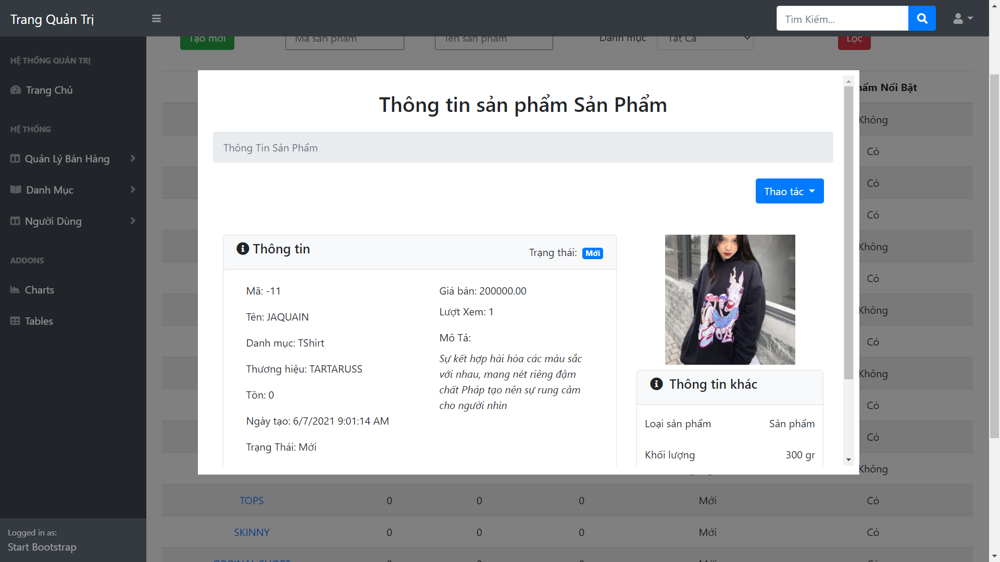 Trang Quản Trị
Tìm Kiếm...
Tạo mới
Mã sản phẩm
Tên sản phẩm
Danh mục
Tất Cả
Lọc
HỆ THỐNG QUẢN TRỊ
Trang Chủ
HỆ THỐNG
Quản Lý Bán Hàng
Danh Mục
Người Dùng
ADDONS
Charts
Tables
Logged in as:
Start Bootstrap
Thông tin sản phẩm Sản Phẩm
Thông Tin Sản Phẩm
Thao tác
Thông tin
Trạng thái: Mới
Mã: -11
Tên: JAQUAIN
Danh mục: TShirt
Thương hiệu: TARTARUSS
Tồn: 0
Ngày tạo: 6/7/2021 9:01:14 AM
Trạng Thái: Mới
Giá bán: 200000.00
Lượt Xem: 1
Mô Tả:
Sự kết hợp hài hòa các màu sắc
với nhau, mang nét riêng đậm
chất Pháp tạo nên sự rung cảm
cho người nhìn
Thông tin khác
Loại sản phẩm Sản phẩm
Khối lượng 300 gr
Nổi Bật
Không
Có
Có
Có
Không
Có
Không
Có
Không
Có
Có
Không
TOPS 0 0 0 Mới Có
SKINNY 0 0 0 Mới Có